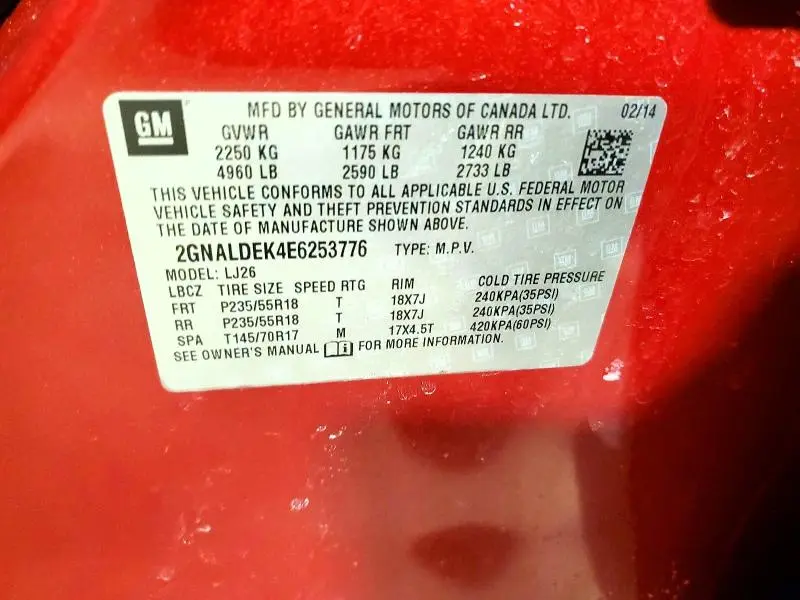 GM MFD BY GENERAL MOTORS OF CANADA LTD. 02/14
GVWR GAWR FRT GAWR RR
2250 KG 1175 KG 1240 KG
4960 LB 2590 LB 2733 LB
THIS VEHICLE CONFORMS TO ALL APPLICABLE U.S. FEDERAL MOTOR
VEHICLE SAFETY AND THEFT PREVENTION STANDARDS IN EFFECT ON
THE DATE OF MANUFACTURE SHOWN ABOVE.
2GNALDEK4E6253776 TYPE: M.P.V.
MODEL: LJ26
LBCZ TIRE SIZE SPEED RTG RIM COLD TIRE PRESSURE
FRT P235/55R18 T 18X7J 240KPA(35PSI)
RR P235/55R18 T 18X7J 240KPA(35PSI)
SPA T145/70R17 M 17X4.5T 420KPA(60PSI)
SEE OWNER'S MANUAL i FOR MORE INFORMATION.